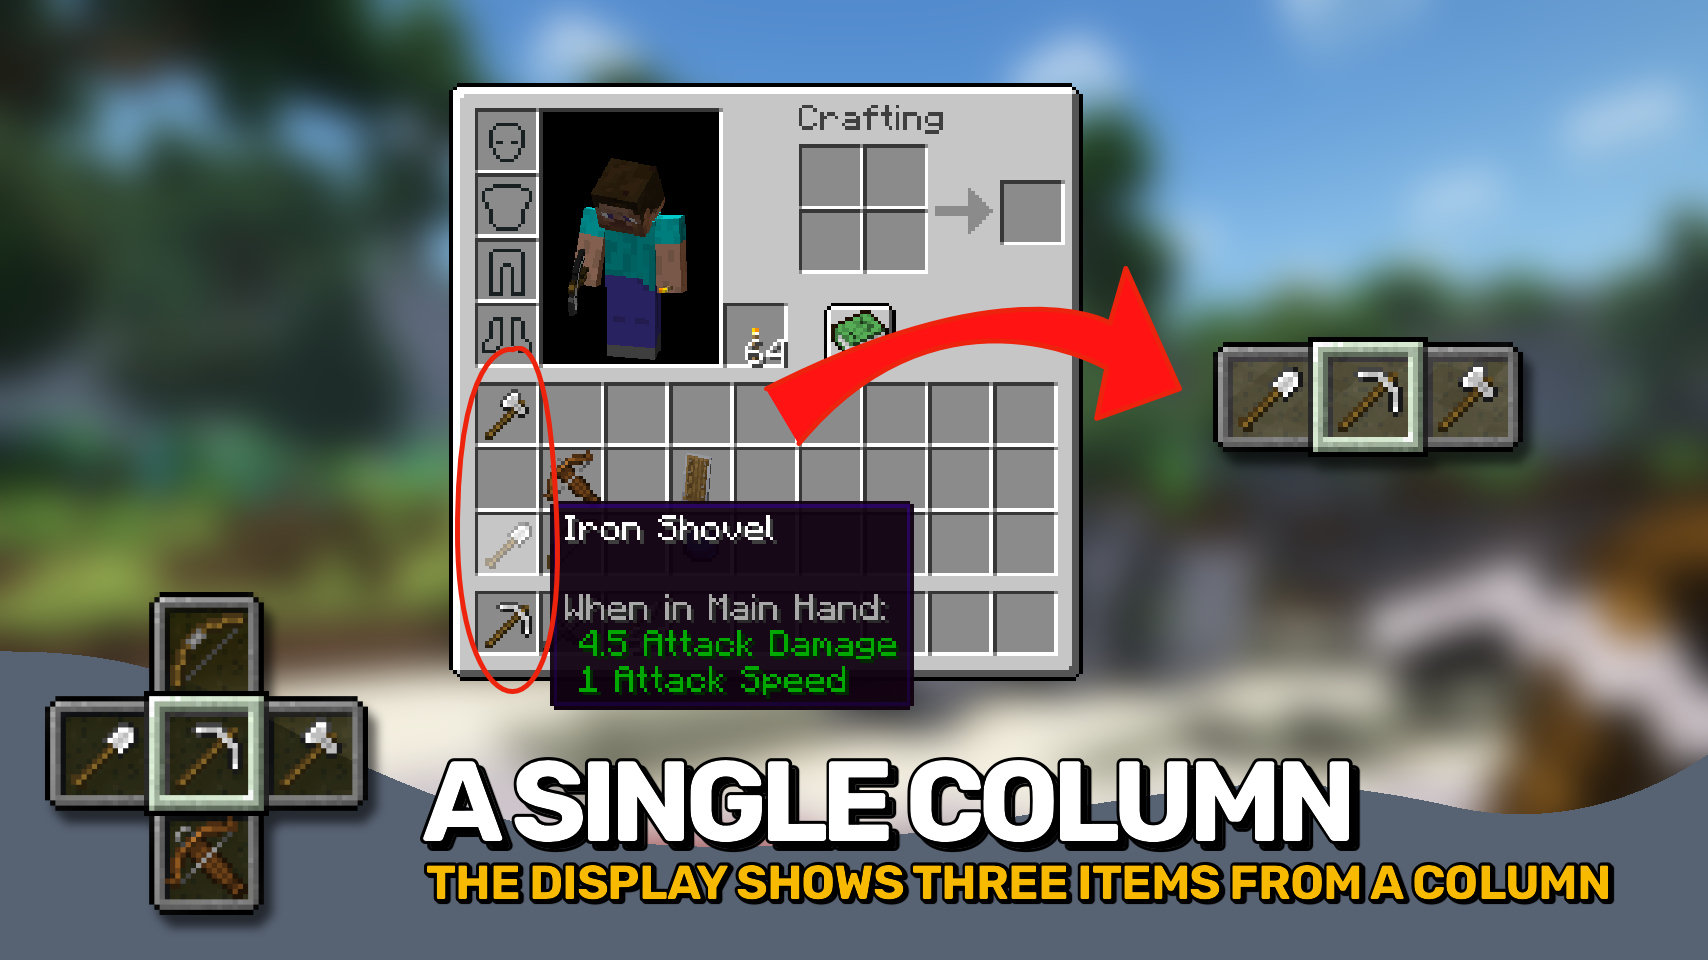 Crafting
64
Iron Shovel
When in Main Hand:
4.5 Attack Damage
1 Attack Speed
A SINGLE COLUMN
THE DISPLAY SHOWS THREE ITEMS FROM A COLUMN